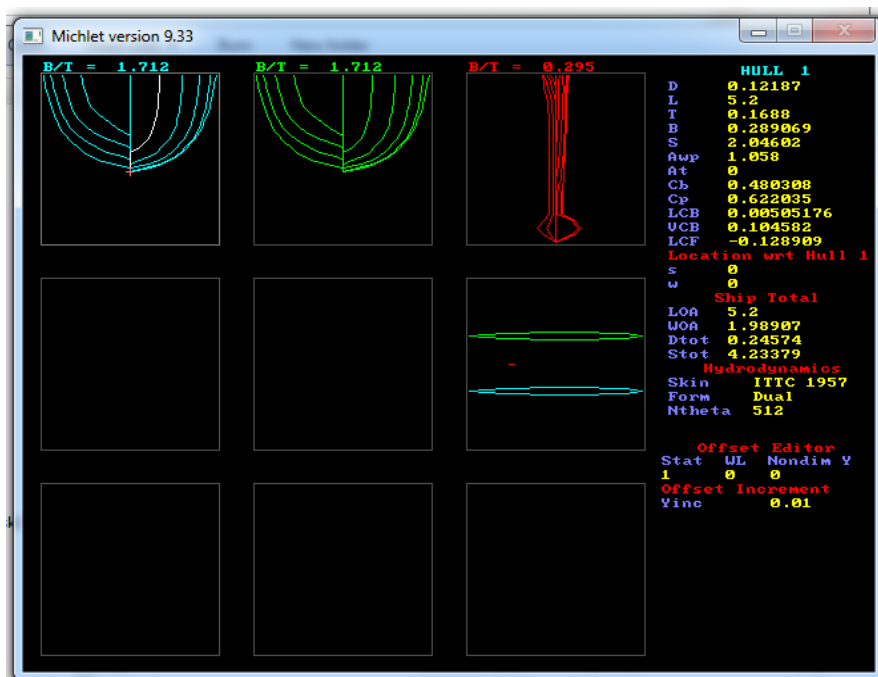 Michlet version 9.33
B/T = 1.712
B/T = 1.712
B/T = 0.295
HULL 1
D 0.12187
L 5.2
T 0.1688
B 0.289069
S 2.04602
Awp 1.058
At 0
Cb 0.480308
Cp 0.622035
LCB 0.00505176
VCB 0.104582
LCF -0.128909
Location wrt Hull 1
s 0
w 0
Ship Total
LOA 5.2
WOA 1.98907
Dtot 0.24574
Stot 4.23379
Hydrodynamics
Skin ITTC 1957
Form Dual
Ntheta 512
Offset Editor
Stat WL Nondim Y
1 0 0
Offset Increment
Yinc 0.01